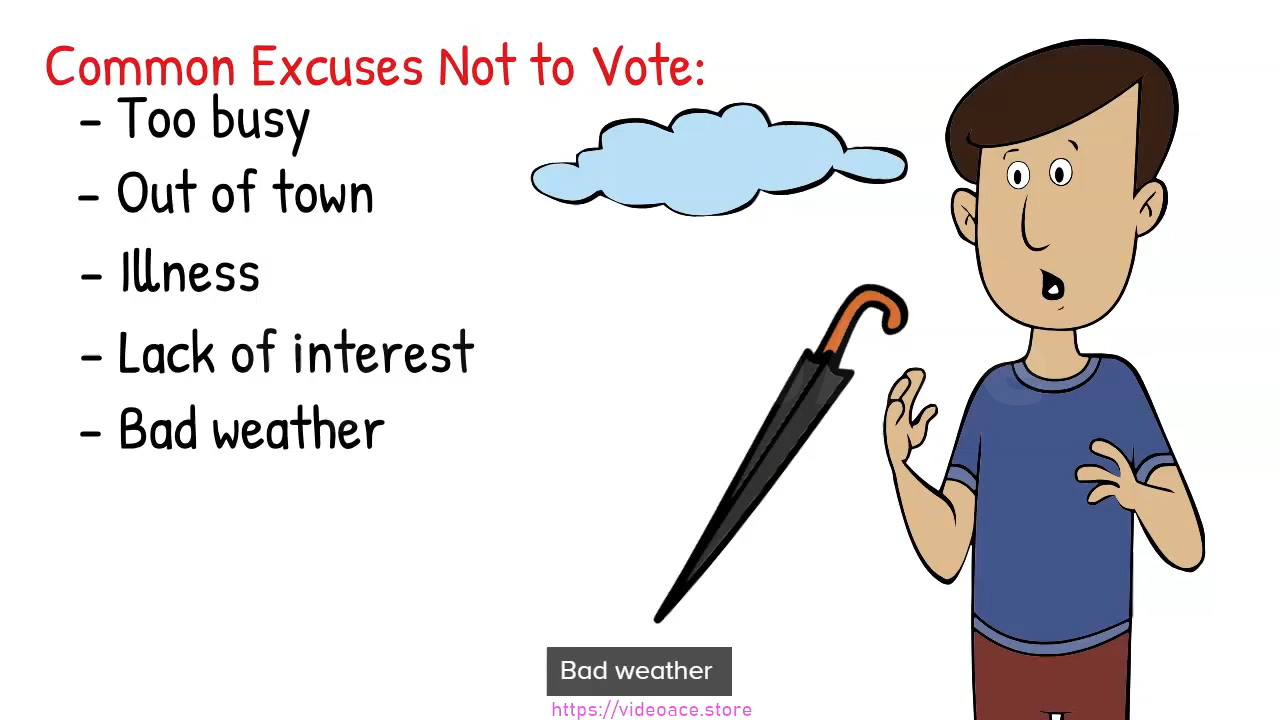 Common Excuses Not to Vote:
- Too busy
- Out of town
- Illness
- Lack of interest
- Bad weather
Bad weather
https://videoace.store